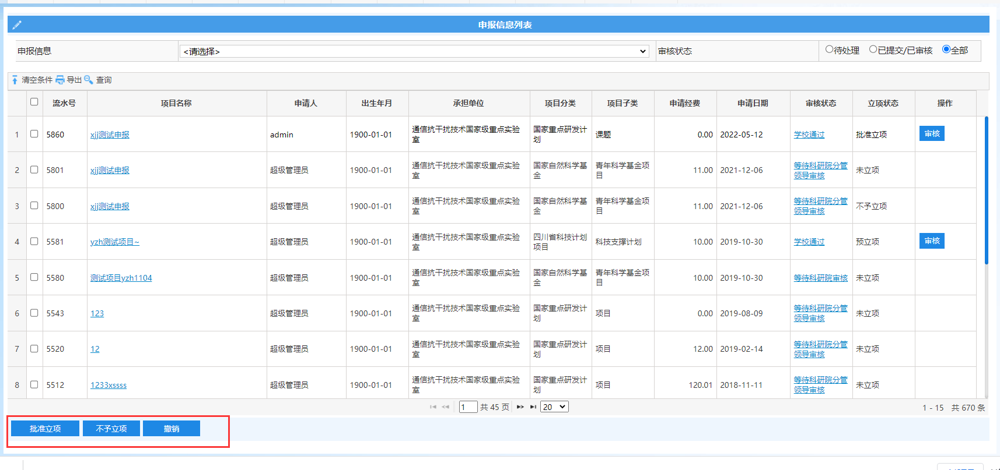 申报信息列表
申报信息 <请选择> 审核状态 待处理 已提交/已审核 全部
清空条件 导出 查询
流水号 项目名称 申请人 出生年月 承担单位 项目分类 项目子类 申请经费 申请日期 审核状态 立项状态 操作
1 5860 xjj测试申报 admin 1900-01-01 通信抗干扰技术国家级重点实验室 国家重点研发计划 课题 0.00 2022-05-12 学校通过 批准立项 审核
2 5801 xjj测试申报 超级管理员 1900-01-01 通信抗干扰技术国家级重点实验室 国家自然科学基金 青年科学基金项目 11.00 2021-12-06 等待科研院分管领导审核 未立项
3 5800 xjj测试申报 超级管理员 1900-01-01 通信抗干扰技术国家级重点实验室 国家自然科学基金 青年科学基金项目 11.00 2021-12-06 等待科研院分管领导审核 不予立项
4 5581 yzh测试项目~ 超级管理员 1900-01-01 通信抗干扰技术国家级重点实验室 四川省科技计划项目 科技支撑计划 10.00 2019-10-30 学校通过 预立项 审核
5 5580 测试项目yzh1104 超级管理员 1900-01-01 通信抗干扰技术国家级重点实验室 国家自然科学基金 青年科学基金项目 10.00 2019-10-30 等待科研院审核 未立项
6 5543 123 超级管理员 1900-01-01 通信抗干扰技术国家级重点实验室 国家重点研发计划 项目 0.00 2019-08-09 等待科研院分管领导审核 未立项
7 5520 12 超级管理员 1900-01-01 通信抗干扰技术国家级重点实验室 国家重点研发计划 项目 12.00 2019-02-14 等待科研院分管领导审核 未立项
8 5512 1233xssss 超级管理员 1900-01-01 通信抗干扰技术国家级重点实验室 国家重点研发计划 项目 120.01 2018-11-11 等待科研院分管领导审核 未立项
1 共 45 页 20 1 - 15 共 670 条
批准立项 不予立项 撤销